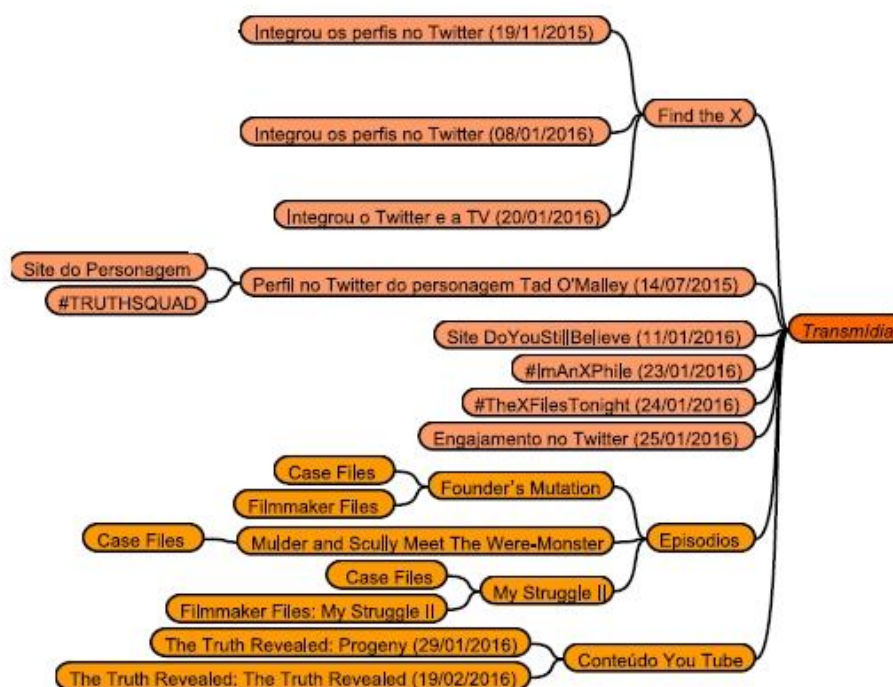 Integrou os perfis no Twitter (19/11/2015)
Integrou os perfis no Twitter (08/01/2016)
Find the X
Integrou o Twitter e a TV (20/01/2016)
Site do Personagem
#TRUTHSQUAD
Perfil no Twitter do personagem Tad O'Malley (14/07/2015)
Site DoYouStillBelieve (11/01/2016)
Transmídia
#ImAnXPhile (23/01/2016)
#TheXFilesTonight (24/01/2016)
Engajamento no Twitter (25/01/2016)
Case Files
Filmmaker Files
Founder's Mutation
Case Files
Mulder and Scully Meet The Were-Monster
Episodios
Case Files
Filmmaker Files: My Struggle II
My Struggle II
The Truth Revealed: Progeny (29/01/2016)
The Truth Revealed: The Truth Revealed (19/02/2016)
Conteúdo You Tube